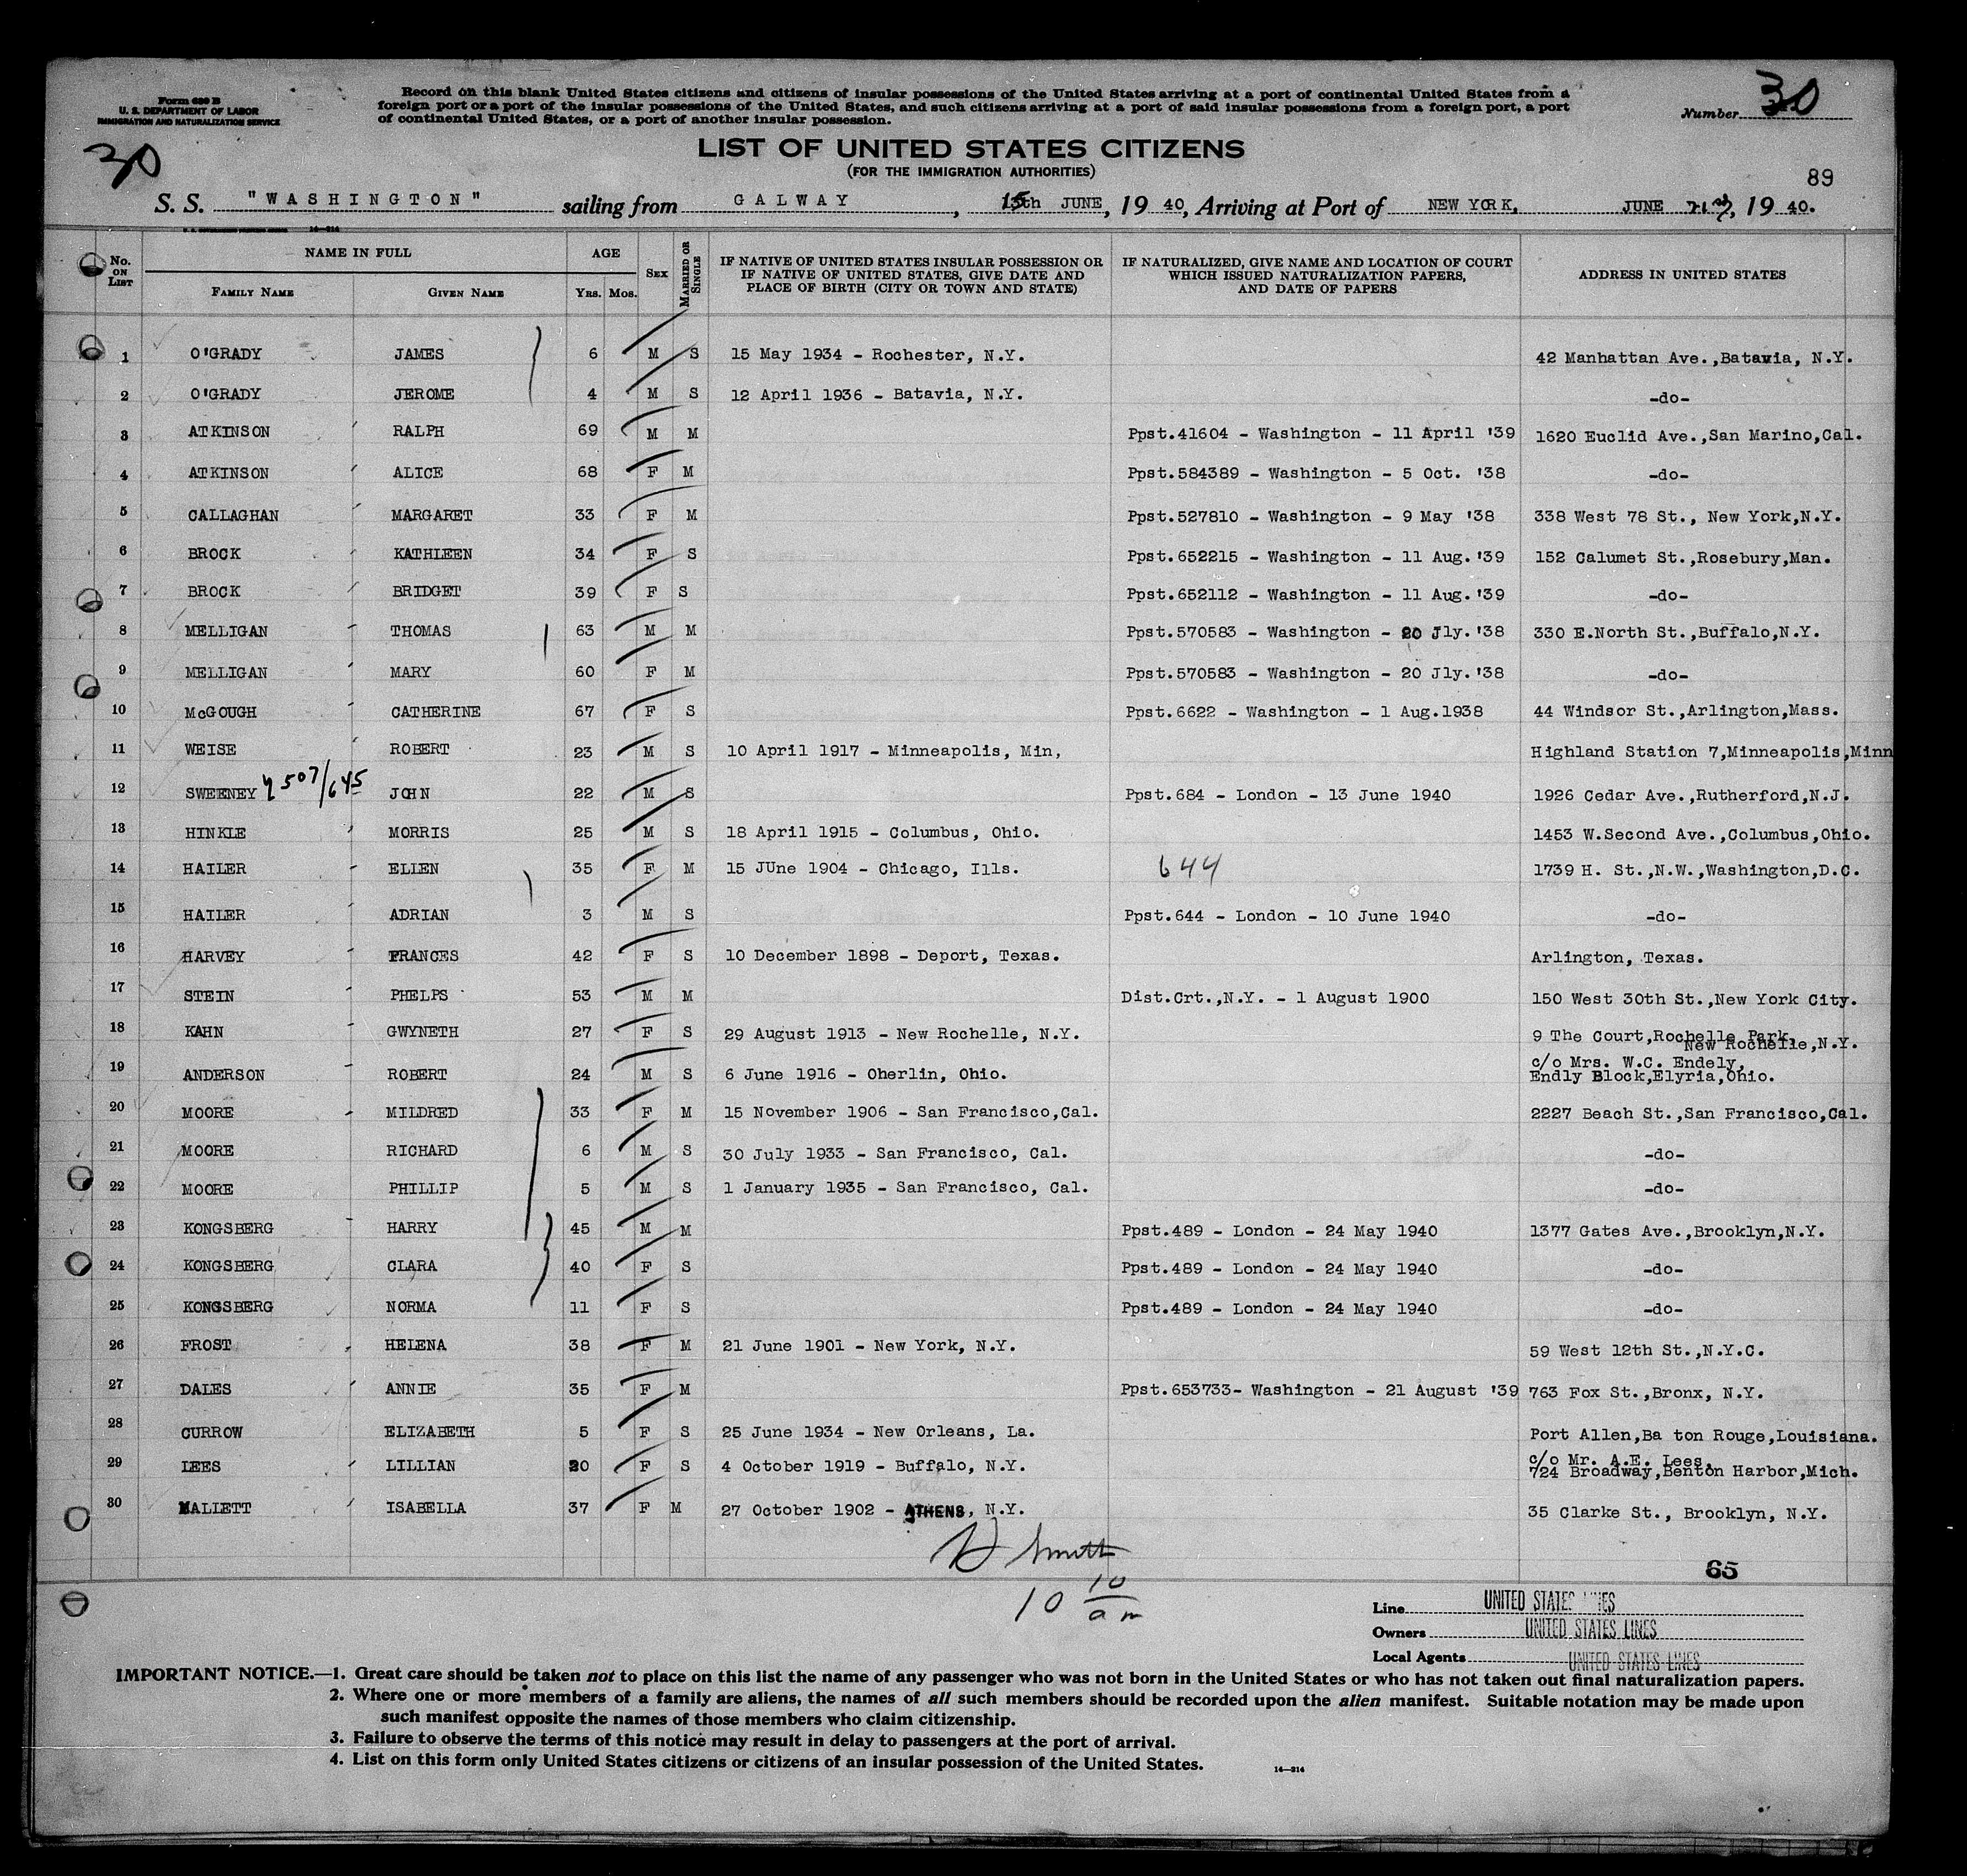 Form 630 B
U. S. DEPARTMENT OF LABOR
IMMIGRATION AND NATURALIZATION SERVICE
Record on this blank United States citizens and citizens of insular possessions of the United States arriving at a port of continental United States from a
foreign port or a port of the insular possessions of the United States, and such citizens arriving at a port of said insular possessions from a foreign port, a port
of continental United States, or a port of another insular possession.
Number 30
30
LIST OF UNITED STATES CITIZENS
(FOR THE IMMIGRATION AUTHORITIES)
89
S. S. "WASHINGTON" sailing from GALWAY, 15th JUNE, 19 40, Arriving at Port of NEW YORK, JUNE 21, 19 40.
No. ON LIST NAME IN FULL AGE SEX MARRIED OR SINGLE IF NATIVE OF UNITED STATES INSULAR POSSESSION OR IF NATIVE OF UNITED STATES, GIVE DATE AND PLACE OF BIRTH (CITY OR TOWN AND STATE) IF NATURALIZED, GIVE NAME AND LOCATION OF COURT WHICH ISSUED NATURALIZATION PAPERS, AND DATE OF PAPERS ADDRESS IN UNITED STATES
FAMILY NAME GIVEN NAME YRS. MOS.
1 O'GRADY JAMES 6 M S 15 May 1934 - Rochester, N.Y. 42 Manhattan Ave.,Batavia, N.Y.
2 O'GRADY JEROME 4 M S 12 April 1936 - Batavia, N.Y. -do-
3 ATKINSON RALPH 69 M M Ppst.41604 - Washington - 11 April '39 1620 Euclid Ave.,San Marino,Cal.
4 ATKINSON ALICE 68 F M Ppst.584389 - Washington - 5 Oct. '38 -do-
5 CALLAGHAN MARGARET 33 F M Ppst.527810 - Washington - 9 May '38 338 West 78 St., New York,N.Y.
6 BROCK KATHLEEN 34 F S Ppst.652215 - Washington - 11 Aug.'39 152 Calumet St.,Rosebury,Man.
7 BROCK BRIDGET 39 F S Ppst.652112 - Washington - 11 Aug.'39 -do-
8 MELLIGAN THOMAS 63 M M Ppst.570583 - Washington - 20 Jly.'38 330 E.North St.,Buffalo,N.Y.
9 MELLIGAN MARY 60 F M Ppst.570583 - Washington - 20 Jly.'38 -do-
10 McGOUGH CATHERINE 67 F S Ppst.6622 - Washington - 1 Aug.1938 44 Windsor St.,Arlington,Mass.
11 WEISE ROBERT 23 M S 10 April 1917 - Minneapolis, Min, Highland Station 7,Minneapolis,Minn
12 SWEENEY 507/645 JOHN 22 M S Ppst.684 - London - 13 June 1940 1926 Cedar Ave.,Rutherford,N.J.
13 HINKLE MORRIS 25 M S 18 April 1915 - Columbus, Ohio. 1453 W.Second Ave.,Columbus,Ohio.
14 HAILER ELLEN 35 F M 15 JUne 1904 - Chicago, Ills. 644 1739 H. St.,N.W.,Washington,D.C.
15 HAILER ADRIAN 3 M S Ppst.644 - London - 10 June 1940 -do-
16 HARVEY FRANCES 42 F S 10 December 1898 - Deport, Texas. Arlington, Texas.
17 STEIN PHELPS 53 M M Dist.Crt.,N.Y. - 1 August 1900 150 West 30th St.,New York City.
18 KAHN GWYNETH 27 F S 29 August 1913 - New Rochelle, N.Y. 9 The Court,Rochelle Park,
New Rochelle,N.Y.
c/o Mrs. W.C. Endely,
19 ANDERSON ROBERT 24 M S 6 June 1916 - Oherlin, Ohio. Endly Block,Elyria,Ohio.
20 MOORE MILDRED 33 F M 15 November 1906 - San Francisco,Cal. 2227 Beach St.,San Francisco,Cal.
21 MOORE RICHARD 6 M S 30 July 1933 - San Francisco, Cal. -do-
22 MOORE PHILLIP 5 M S 1 January 1935 - San Francisco, Cal. -do-
23 KONGSBERG HARRY 45 M M Ppst.489 - London - 24 May 1940 1377 Gates Ave.,Brooklyn,N.Y.
24 KONGSBERG CLARA 40 F S Ppst.489 - London - 24 May 1940 -do-
25 KONGSBERG NORMA 11 F S Ppst.489 - London - 24 May 1940 -do-
26 FROST HELENA 38 F M 21 June 1901 - New York, N.Y. 59 West 12th St.,N.Y.C.
27 DALES ANNIE 35 F M Ppst.653733- Washington - 21 August '39 763 Fox St.,Bronx, N.Y.
28 CURROW ELIZABETH 5 F S 25 June 1934 - New Orleans, La. Port Allen,Ba ton Rouge,Louisiana.
c/o Mr. A.E. Lees,
29 LEES LILLIAN 20 F S 4 October 1919 - Buffalo, N.Y. 724 Broadway,Benton Harbor,Mich.
30 MALLETT ISABELLA 37 F M 27 October 1902 - ATHENS, N.Y. 35 Clarke St., Brooklyn, N.Y.
Smith
10 10/am
65
Line UNITED STATES LINES
Owners UNITED STATES LINES
Local Agents UNITED STATES LINES
IMPORTANT NOTICE.—1. Great care should be taken not to place on this list the name of any passenger who was not born in the United States or who has not taken out final naturalization papers.
2. Where one or more members of a family are aliens, the names of all such members should be recorded upon the alien manifest. Suitable notation may be made upon
such manifest opposite the names of those members who claim citizenship.
3. Failure to observe the terms of this notice may result in delay to passengers at the port of arrival.
4. List on this form only United States citizens or citizens of an insular possession of the United States.
14—214